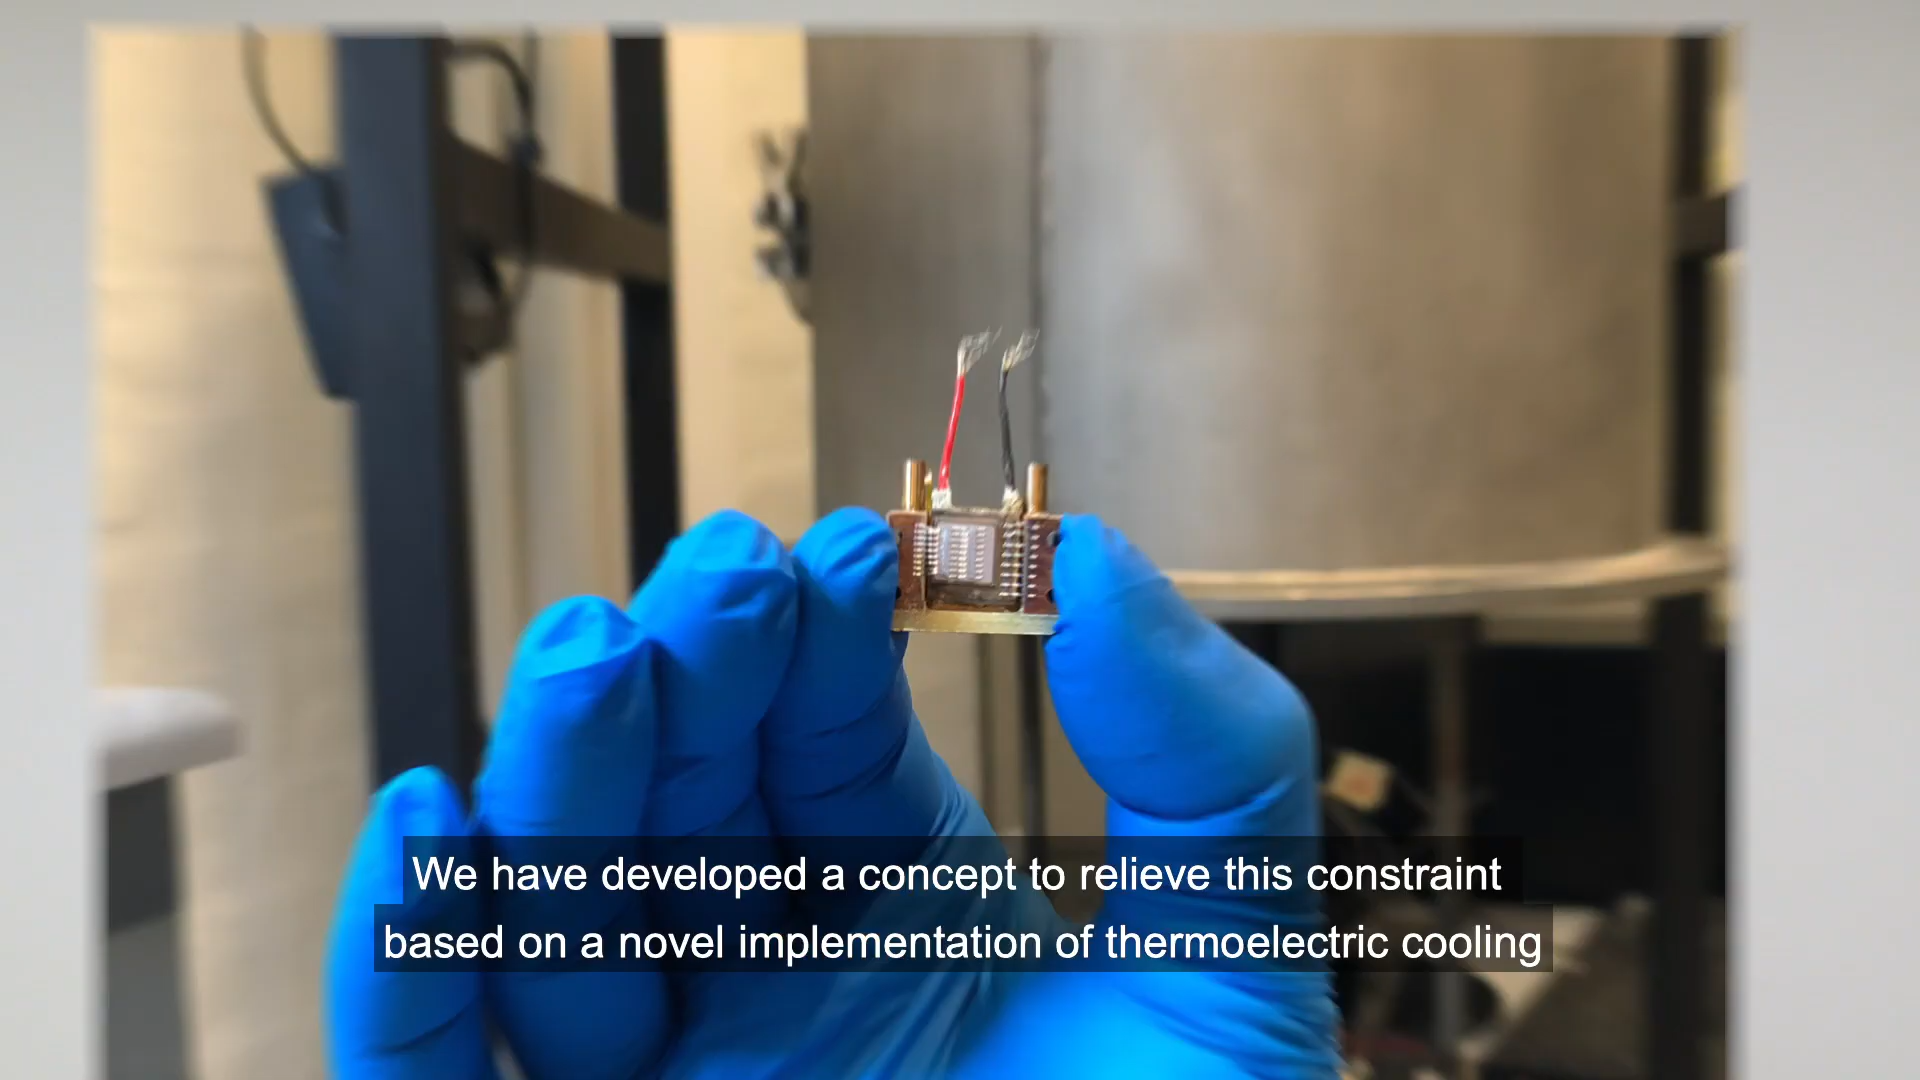 We have developed a concept to relieve this constraint
based on a novel implementation of thermoelectric cooling